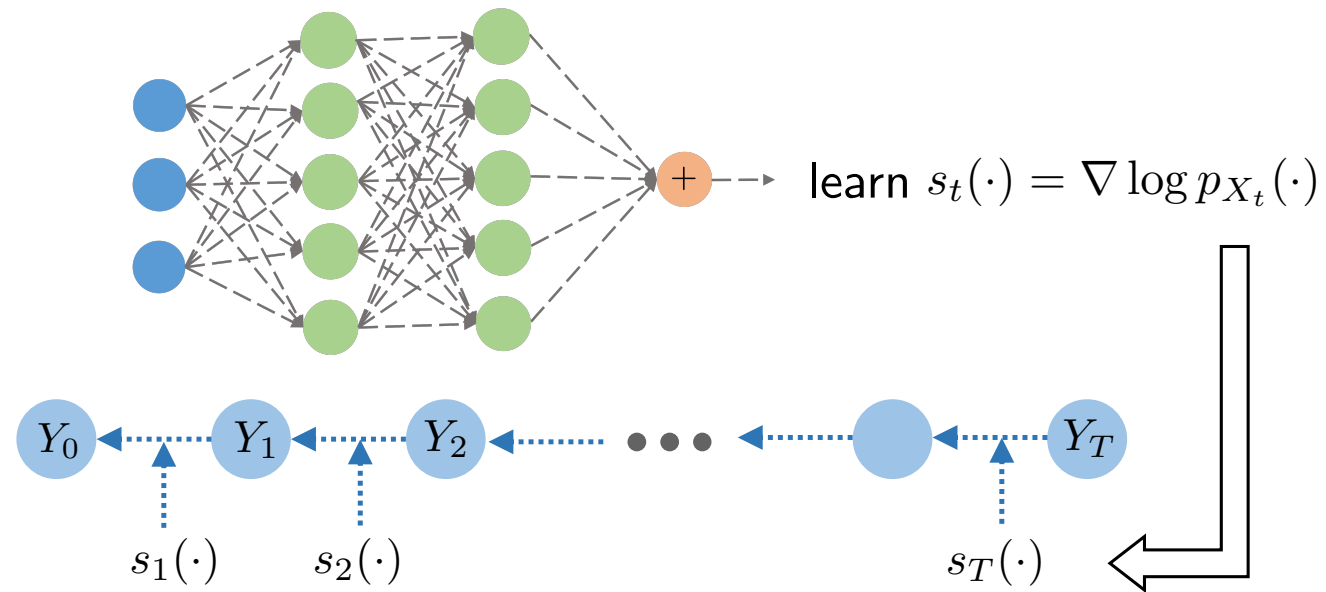 +
learn $s_t(\cdot) = \nabla \log p_{X_t}(\cdot)$
$Y_0$ $Y_1$ $Y_2$ ••• $Y_T$
$s_1(\cdot)$ $s_2(\cdot)$ $s_T(\cdot)$